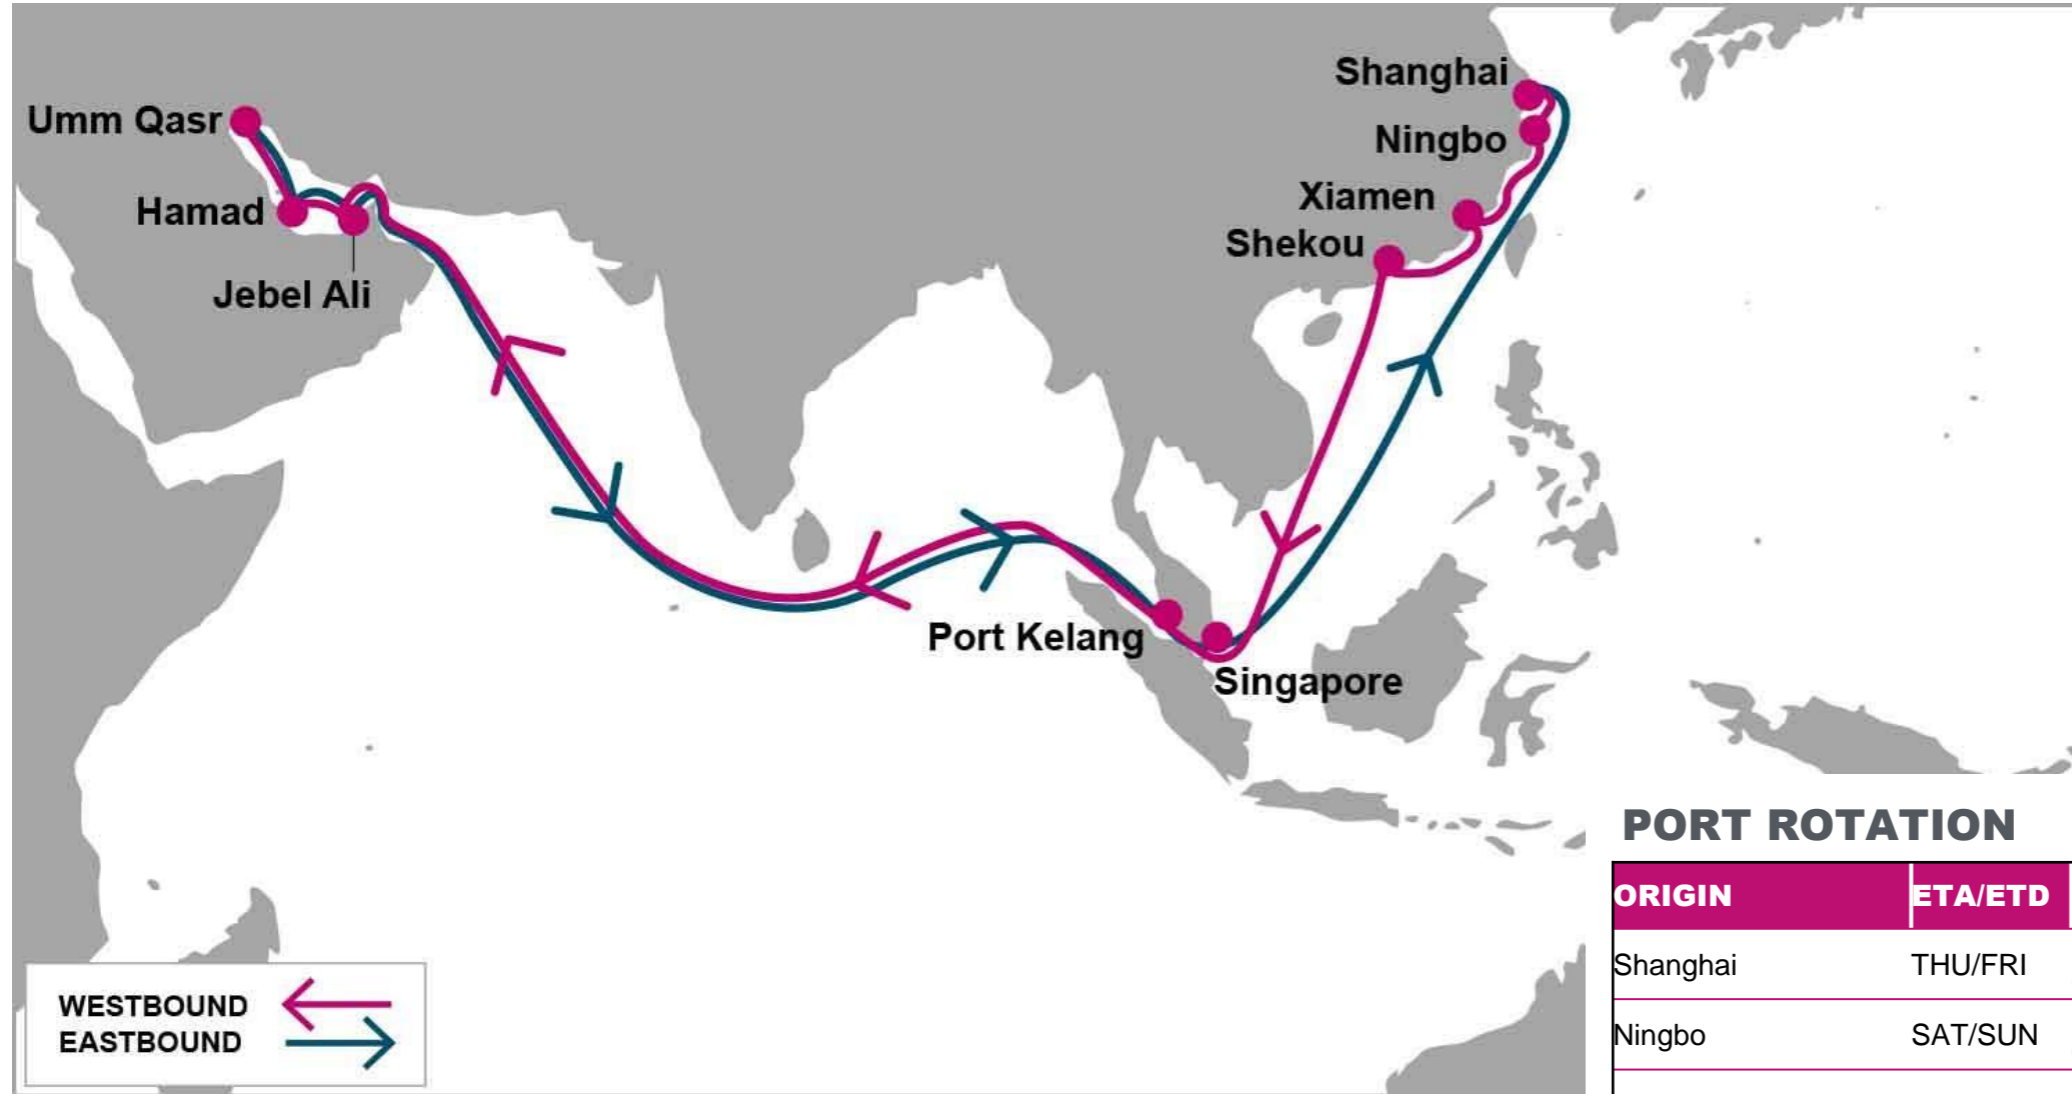 Shanghai
Umm Qasr
Ningbo
Xiamen
Hamad
Shekou
Jebel Ali
Port Kelang
Singapore
PORT ROTATION
ORIGIN ETA/ETD
Shanghai THU/FRI
WESTBOUND
Ningbo SAT/SUN
EASTBOUND